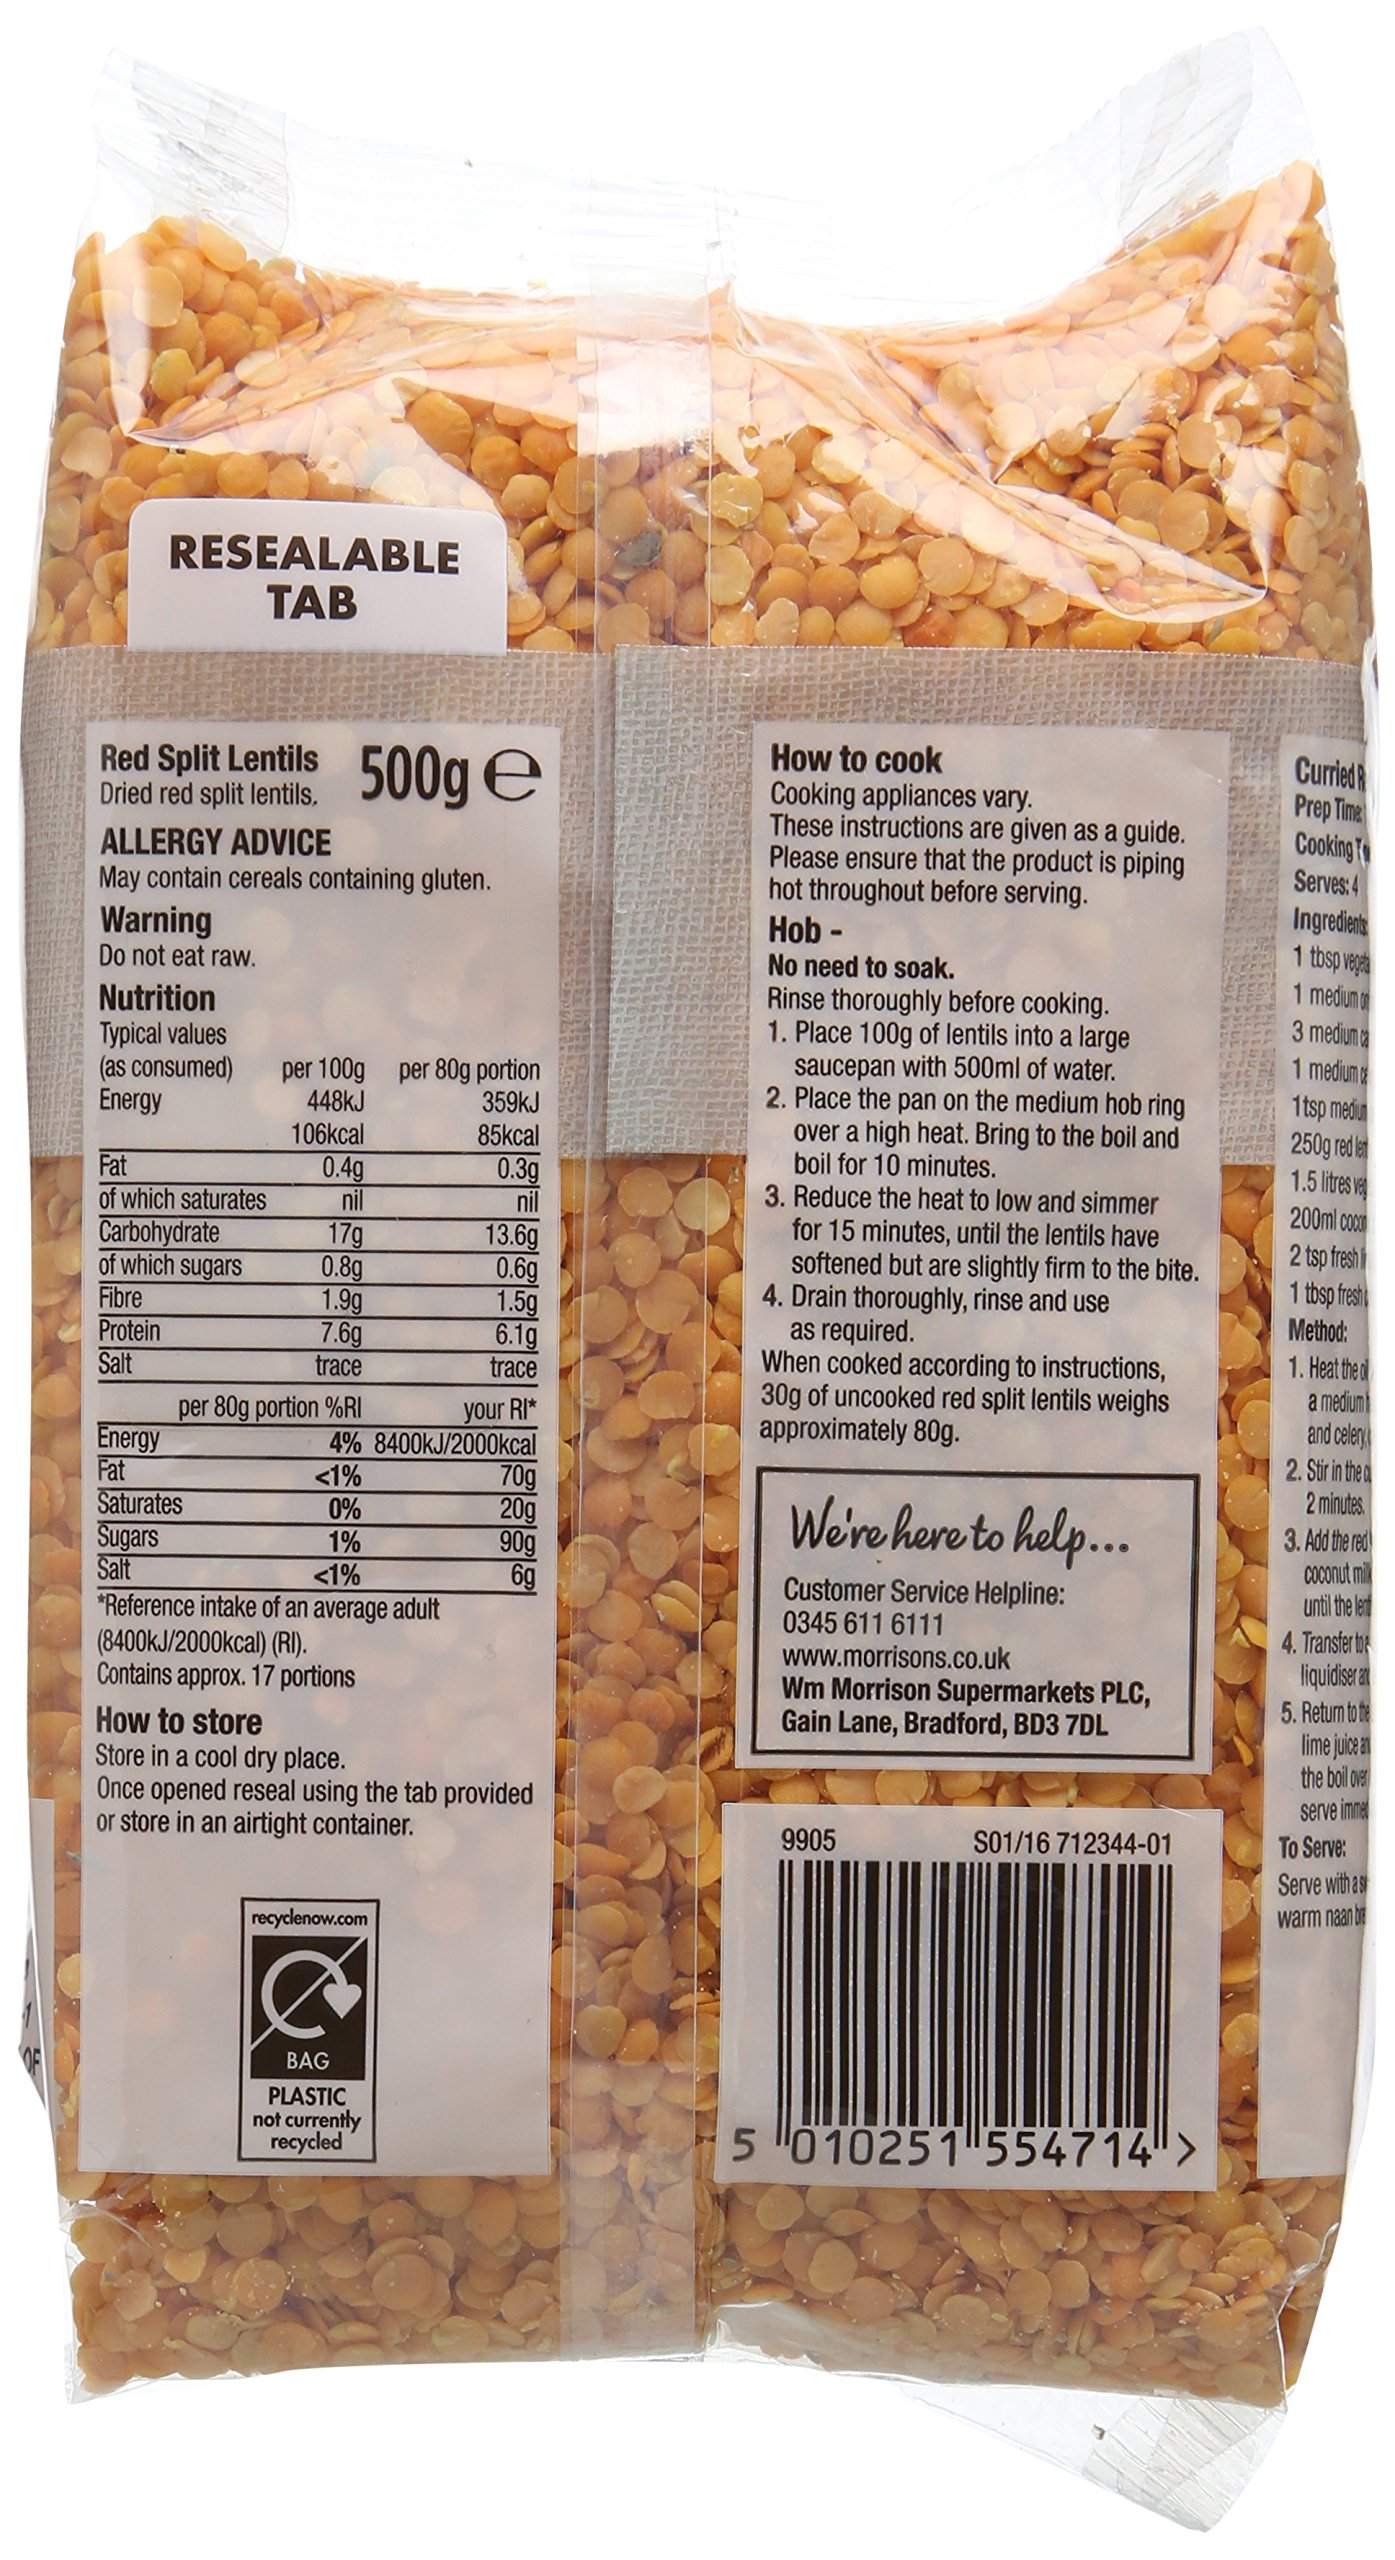 RESEALABLE
TAB
Red Split Lentils
Dried red split lentils.
500g e
ALLERGY ADVICE
May contain cereals containing gluten.
Warning
Do not eat raw.
Nutrition
Typical values
(as consumed) per 100g per 80g portion
Energy 448kJ 359kJ
106kcal 85kcal
Fat 0.4g 0.3g
of which saturates nil nil
Carbohydrate 17g 13.6g
of which sugars 0.8g 0.6g
Fibre 1.9g 1.5g
Protein 7.6g 6.1g
Salt trace trace
per 80g portion %RI your RI*
Energy 4% 8400kJ/2000kcal
Fat <1% 70g
Saturates 0% 20g
Sugars 1% 90g
Salt <1% 6g
*Reference intake of an average adult
(8400kJ/2000kcal) (RI).
Contains approx. 17 portions
How to store
Store in a cool dry place.
Once opened reseal using the tab provided
or store in an airtight container.
recyclenow.com
BAG
PLASTIC
not currently
recycled
How to cook
Cooking appliances vary.
These instructions are given as a guide.
Please ensure that the product is piping
hot throughout before serving.
Hob -
No need to soak.
Rinse thoroughly before cooking.
1. Place 100g of lentils into a large
saucepan with 500ml of water.
2. Place the pan on the medium hob ring
over a high heat. Bring to the boil and
boil for 10 minutes.
3. Reduce the heat to low and simmer
for 15 minutes, until the lentils have
softened but are slightly firm to the bite.
4. Drain thoroughly, rinse and use
as required.
When cooked according to instructions,
30g of uncooked red split lentils weighs
approximately 80g.
We're here to help...
Customer Service Helpline:
0345 611 6111
www.morrisons.co.uk
Wm Morrison Supermarkets PLC,
Gain Lane, Bradford, BD3 7DL
9905 S01/16 712344-01
5 010251 554714 >
Curried
Prep Time:
Cooking
Serves: 4
Ingredients:
1 tbsp
1 medium
3 medium
1 medium
1 tsp medium
250g red
1.5 litres
200ml
2 tsp fresh
1 tbsp fresh
Method:
1. Heat the
a medium
and celery,
2. Stir in the
2 minutes.
3. Add the red
coconut
until the
4. Transfer to
liquidiser
5. Return to the
lime juice
the boil over
serve
To Serve:
Serve with a
warm naan